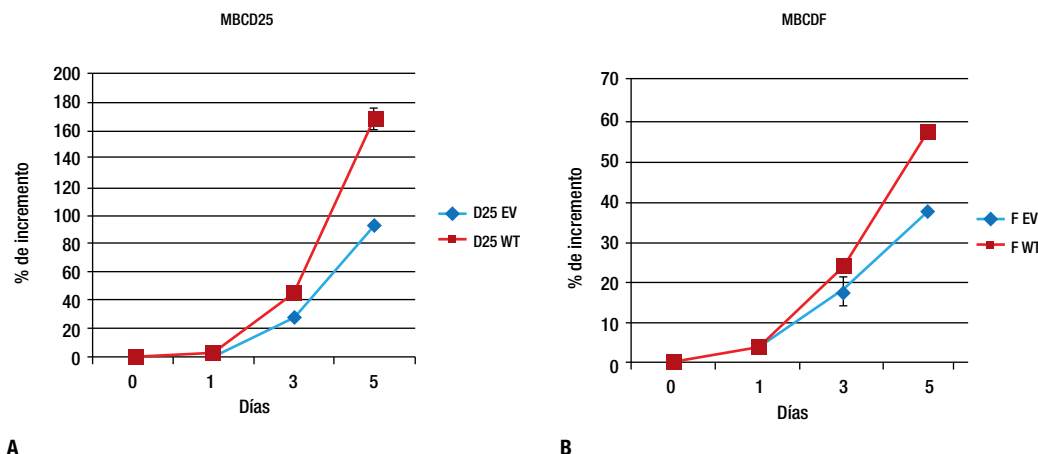 MBCD25
% de incremento
200
180
160
140
120
100
80
60
40
20
0
0 1 3 5
Días
D25 EV
D25 WT
A
MBCDF
% de incremento
70
60
50
40
30
20
10
0
0 1 3 5
Días
F EV
F WT
B